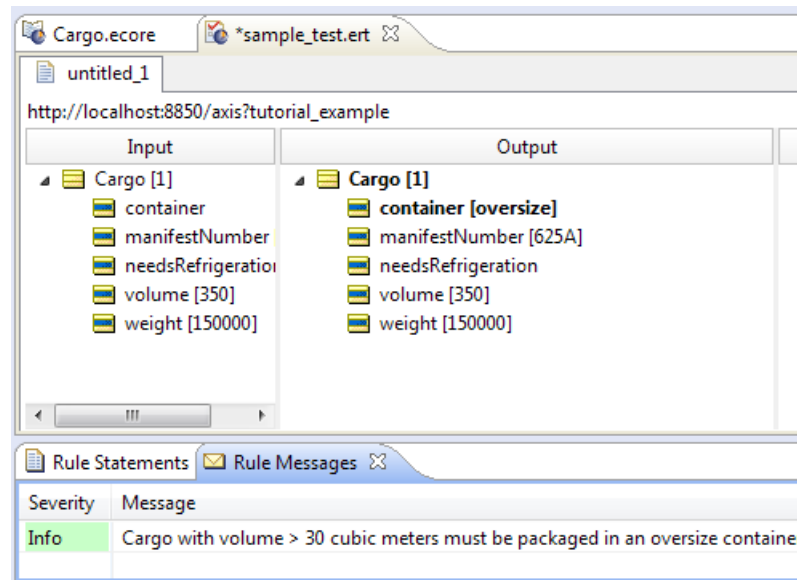 Cargo.ecore *sample_test.ert
untitled_1
http://localhost:8850/axis?tutorial_example
Input Output
Cargo [1] Cargo [1]
container container [oversize]
manifestNumber manifestNumber [625A]
needsRefrigeration needsRefrigeration
volume [350] volume [350]
weight [150000] weight [150000]
Rule Statements Rule Messages
Severity Message
Info Cargo with volume > 30 cubic meters must be packaged in an oversize containe